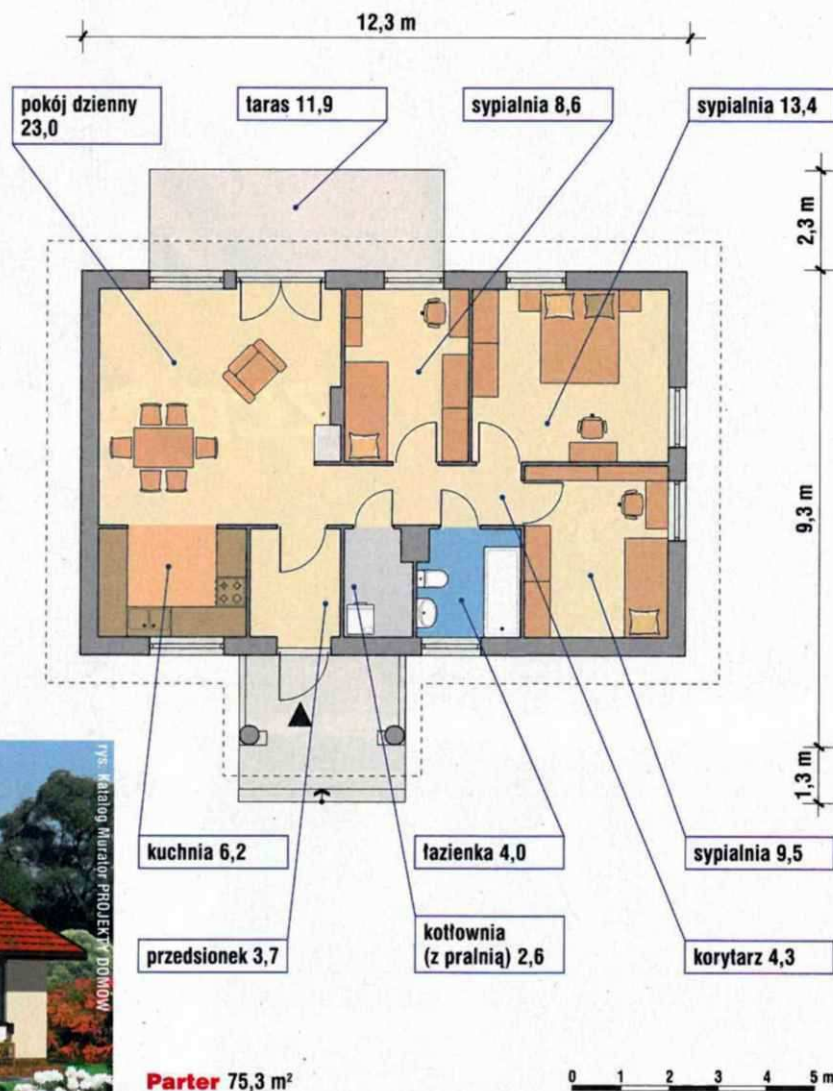 12,3 m
pokój dzienny
23,0
taras 11,9
sypialnia 8,6
sypialnia 13,4
2,3 m
9,3 m
1,3 m
kuchnia 6,2
łazienka 4,0
sypialnia 9,5
przedsionek 3,7
kotłownia
(z pralnią) 2,6
korytarz 4,3
rys. Katalog Murator PROJEKTY DOMÓW
Parter 75,3 m²
0 1 2 3 4 5 m